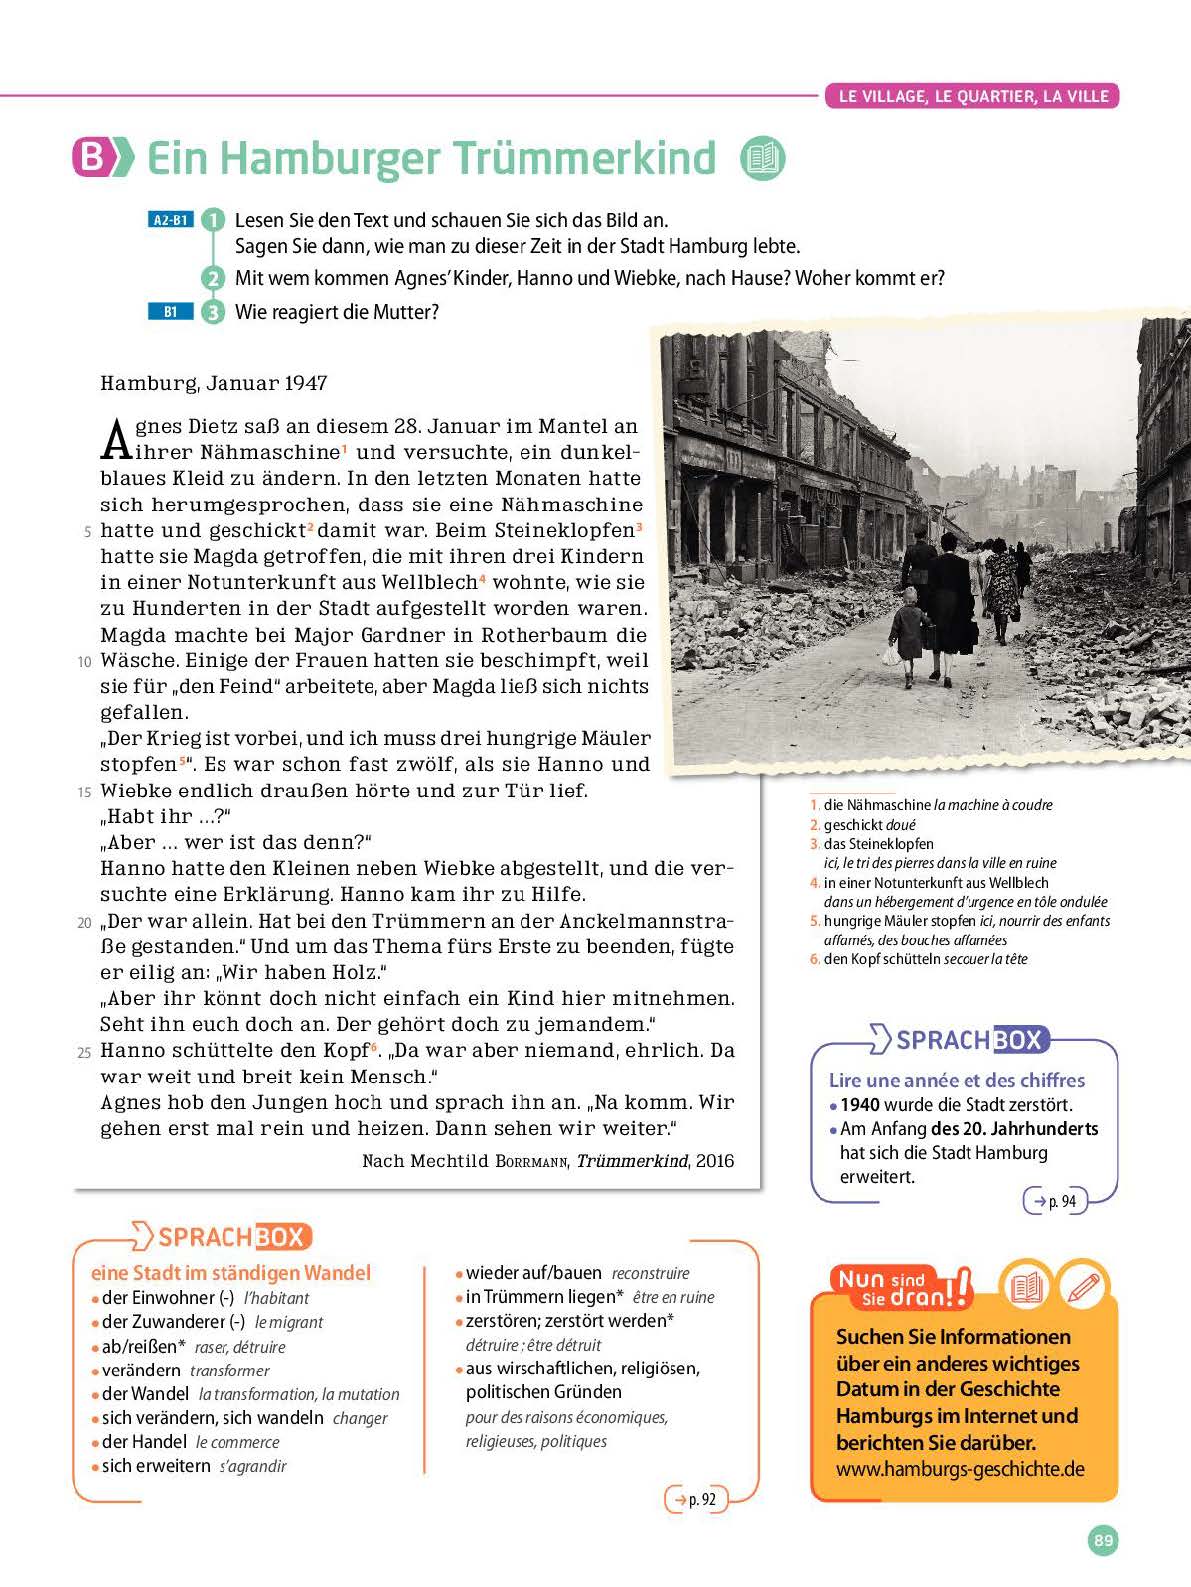 LE VILLAGE, LE QUARTIER, LA VILLE
B Ein Hamburger Trümmerkind
A2-B1 1 Lesen Sie den Text und schauen Sie sich das Bild an.
Sagen Sie dann, wie man zu dieser Zeit in der Stadt Hamburg lebte.
2 Mit wem kommen Agnes’ Kinder, Hanno und Wiebke, nach Hause? Woher kommt er?
B1 3 Wie reagiert die Mutter?
Hamburg, Januar 1947
Agnes Dietz saß an diesem 28. Januar im Mantel an
ihrer Nähmaschine1 und versuchte, ein dunkel-
blaues Kleid zu ändern. In den letzten Monaten hatte
sich herumgesprochen, dass sie eine Nähmaschine
5 hatte und geschickt2 damit war. Beim Steineklopfen3
hatte sie Magda getroffen, die mit ihren drei Kindern
in einer Notunterkunft aus Wellblech4 wohnte, wie sie
zu Hunderten in der Stadt aufgestellt worden waren.
Magda machte bei Major Gardner in Rotherbaum die
10 Wäsche. Einige der Frauen hatten sie beschimpft, weil
sie für „den Feind“ arbeitete, aber Magda ließ sich nichts
gefallen.
„Der Krieg ist vorbei, und ich muss drei hungrige Mäuler
stopfen5“. Es war schon fast zwölf, als sie Hanno und
15 Wiebke endlich draußen hörte und zur Tür lief.
„Habt ihr ...?“
„Aber ... wer ist das denn?“
Hanno hatte den Kleinen neben Wiebke abgestellt, und die ver-
suchte eine Erklärung. Hanno kam ihr zu Hilfe.
20 „Der war allein. Hat bei den Trümmern an der Anckelmannstra-
ße gestanden.“ Und um das Thema fürs Erste zu beenden, fügte
er eilig an: „Wir haben Holz.“
„Aber ihr könnt doch nicht einfach ein Kind hier mitnehmen.
Seht ihn euch doch an. Der gehört doch zu jemandem.“
25 Hanno schüttelte den Kopf6. „Da war aber niemand, ehrlich. Da
war weit und breit kein Mensch.“
Agnes hob den Jungen hoch und sprach ihn an. „Na komm. Wir
gehen erst mal rein und heizen. Dann sehen wir weiter.“
Nach Mechtild BORRMANN, Trümmerkind, 2016
1. die Nähmaschine la machine à coudre
2. geschickt doué
3. das Steineklopfen
ici, le tri des pierres dans la ville en ruine
4. in einer Notunterkunft aus Wellblech
dans un hébergement d’urgence en tôle ondulée
5. hungrige Mäuler stopfen ici, nourrir des enfants
affamés, des bouches affamées
6. den Kopf schütteln secouer la tête
SPRACHBOX
Lire une année et des chiffres
• 1940 wurde die Stadt zerstört.
• Am Anfang des 20. Jahrhunderts
hat sich die Stadt Hamburg
erweitert.
→ p. 94
SPRACHBOX
eine Stadt im ständigen Wandel
• der Einwohner (-) l’habitant
• der Zuwanderer (-) le migrant
• ab/reißen* raser, détruire
• verändern transformer
• der Wandel la transformation, la mutation
• sich verändern, sich wandeln changer
• der Handel le commerce
• sich erweitern s’agrandir
• wieder auf/bauen reconstruire
• in Trümmern liegen* être en ruine
• zerstören; zerstört werden*
détruire ; être détruit
• aus wirschaftlichen, religiösen,
politischen Gründen
pour des raisons économiques,
religieuses, politiques
→ p. 92
Nun sind
Sie dran!!
Suchen Sie Informationen
über ein anderes wichtiges
Datum in der Geschichte
Hamburgs im Internet und
berichten Sie darüber.
www.hamburgs-geschichte.de
89